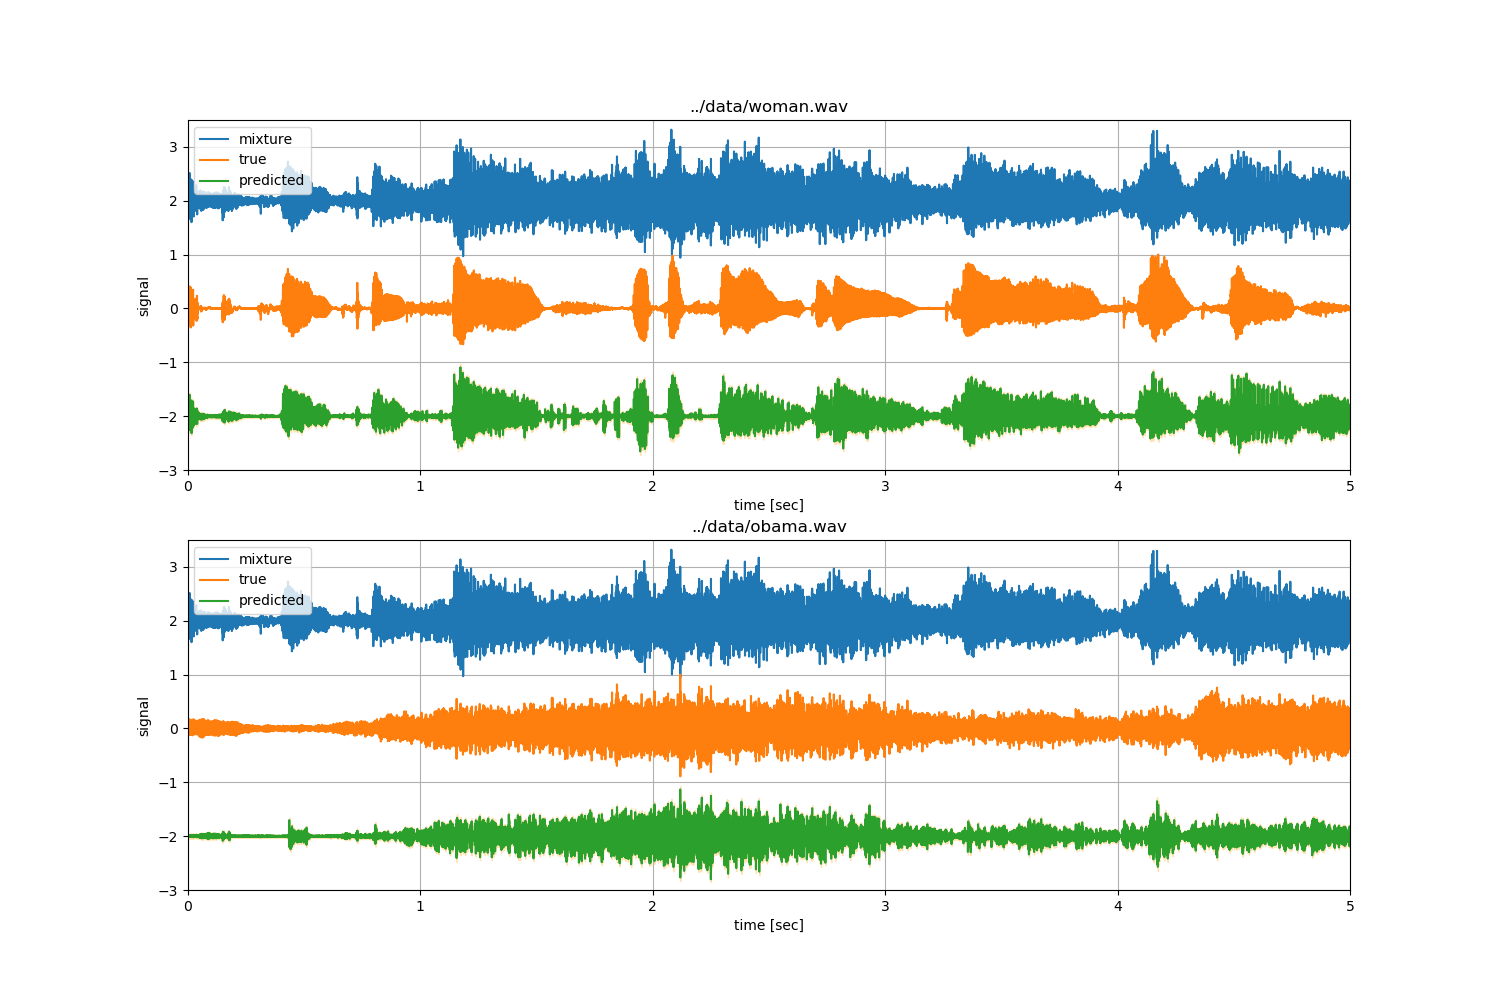 ../data/woman.wav
mixture
true
predicted
3
2
1
0
−1
−2
−3
signal
0 1 2 3 4 5
time [sec]
../data/obama.wav
mixture
true
predicted
3
2
1
0
−1
−2
−3
signal
0 1 2 3 4 5
time [sec]